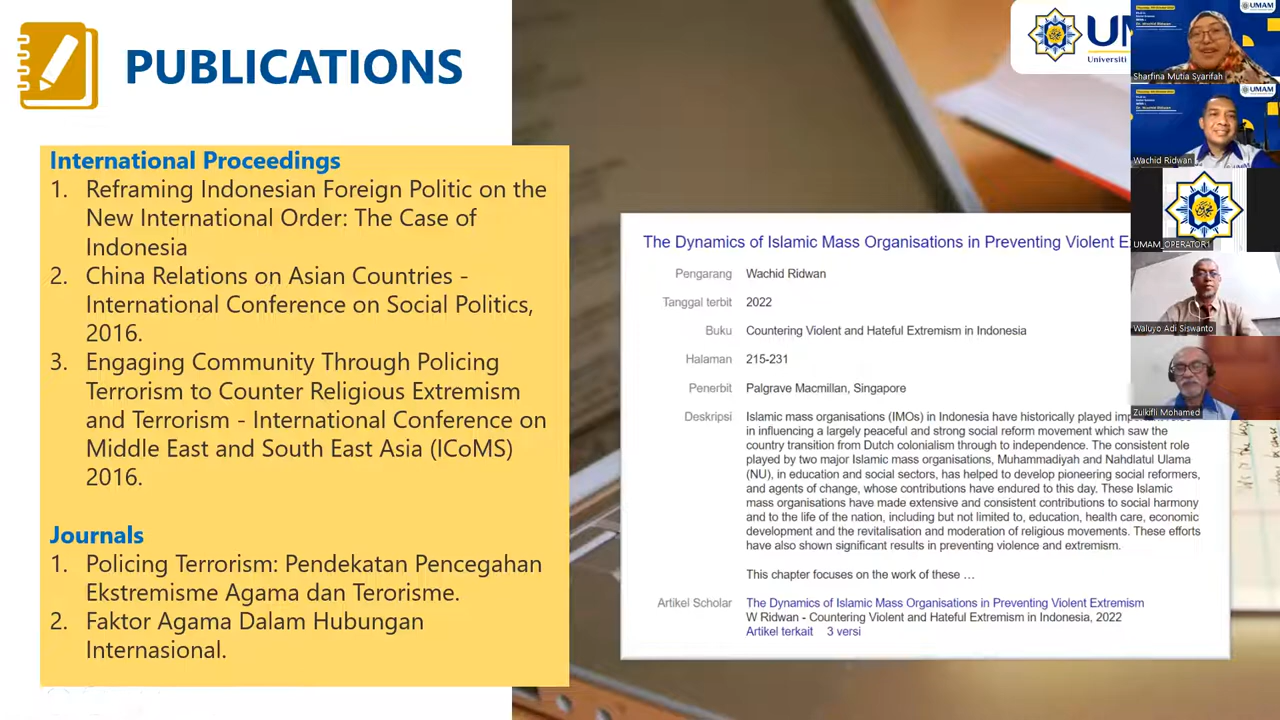 PUBLICATIONS
International Proceedings
1. Reframing Indonesian Foreign Politic on the
New International Order: The Case of
Indonesia
2. China Relations on Asian Countries -
International Conference on Social Politics,
2016.
3. Engaging Community Through Policing
Terrorism to Counter Religious Extremism
and Terrorism - International Conference on
Middle East and South East Asia (ICoMS)
2016.
Journals
1. Policing Terrorism: Pendekatan Pencegahan
Ekstremisme Agama dan Terorisme.
2. Faktor Agama Dalam Hubungan
Internasional.
Universiti
The Dynamics of Islamic Mass Organisations in Preventing Violent
Pengarang Wachid Ridwan
Tanggal terbit 2022
Buku Countering Violent and Hateful Extremism in Indonesia
Halaman 215-231
Penerbit Palgrave Macmillan, Singapore
Deskripsi Islamic mass organisations (IMOs) in Indonesia have historically played
in influencing a largely peaceful and strong social reform movement which saw the
country transition from Dutch colonialism through to independence. The consistent role
played by two major Islamic mass organisations, Muhammadiyah and Nahdlatul Ulama
(NU), in education and social sectors, has helped to develop pioneering social reformers,
and agents of change, whose contributions have endured to this day. These Islamic
mass organisations have made extensive and consistent contributions to social harmony
and to the life of the nation, including but not limited to, education, health care, economic
development and the revitalisation and moderation of religious movements. These efforts
have also shown significant results in preventing violence and extremism.
This chapter focuses on the work of these …
Artikel Scholar The Dynamics of Islamic Mass Organisations in Preventing Violent Extremism
W Ridwan - Countering Violent and Hateful Extremism in Indonesia, 2022
Artikel terkait 3 versi
UMAM
Sharfina Mutia Syarifah
UMAM
Wachid Ridwan
UMAM_OPERATOR1
Waluyo Adi Siswanto
Zulkifli Mohamed